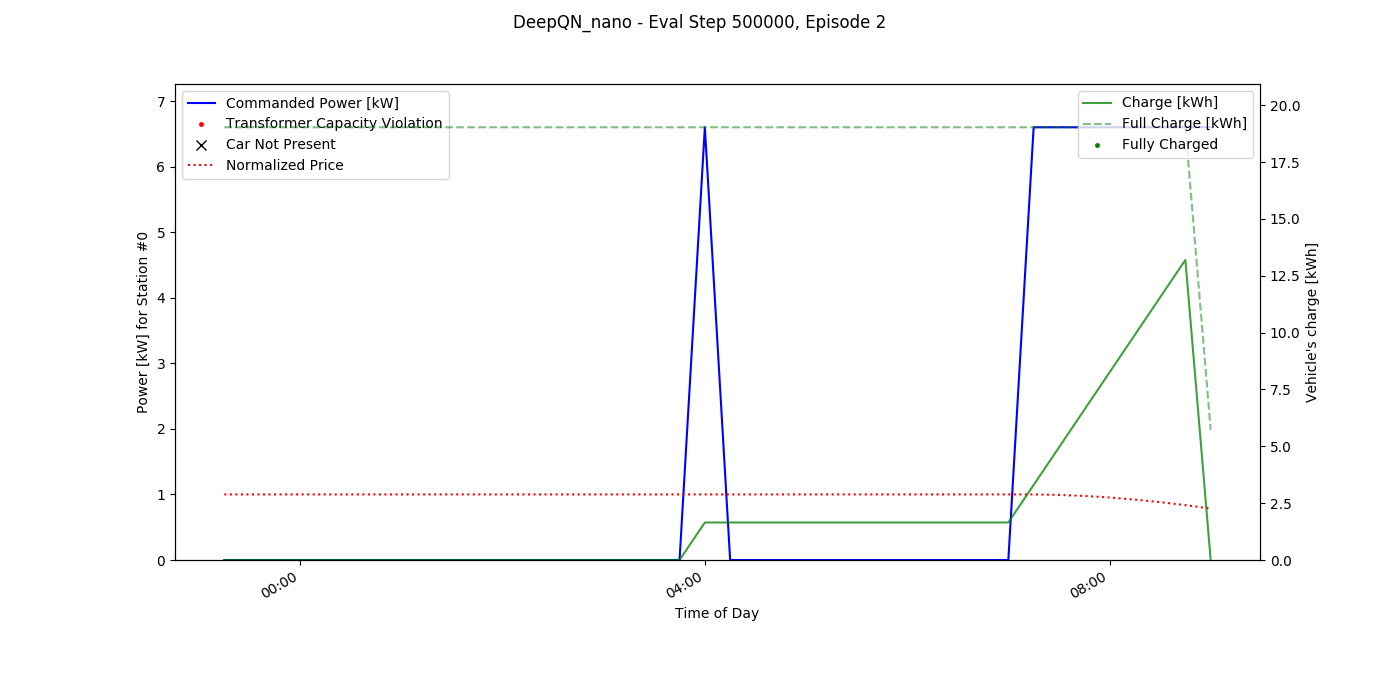 DeepQN_nano - Eval Step 500000, Episode 2
Commanded Power [kW]
Transformer Capacity Violation
Car Not Present
Normalized Price
Charge [kWh]
Full Charge [kWh]
Fully Charged
Power [kW] for Station #0
7
6
5
4
3
2
1
0
20.0
17.5
15.0
12.5
10.0
7.5
5.0
2.5
0.0
Vehicle's charge [kWh]
00:00
04:00
08:00
Time of Day